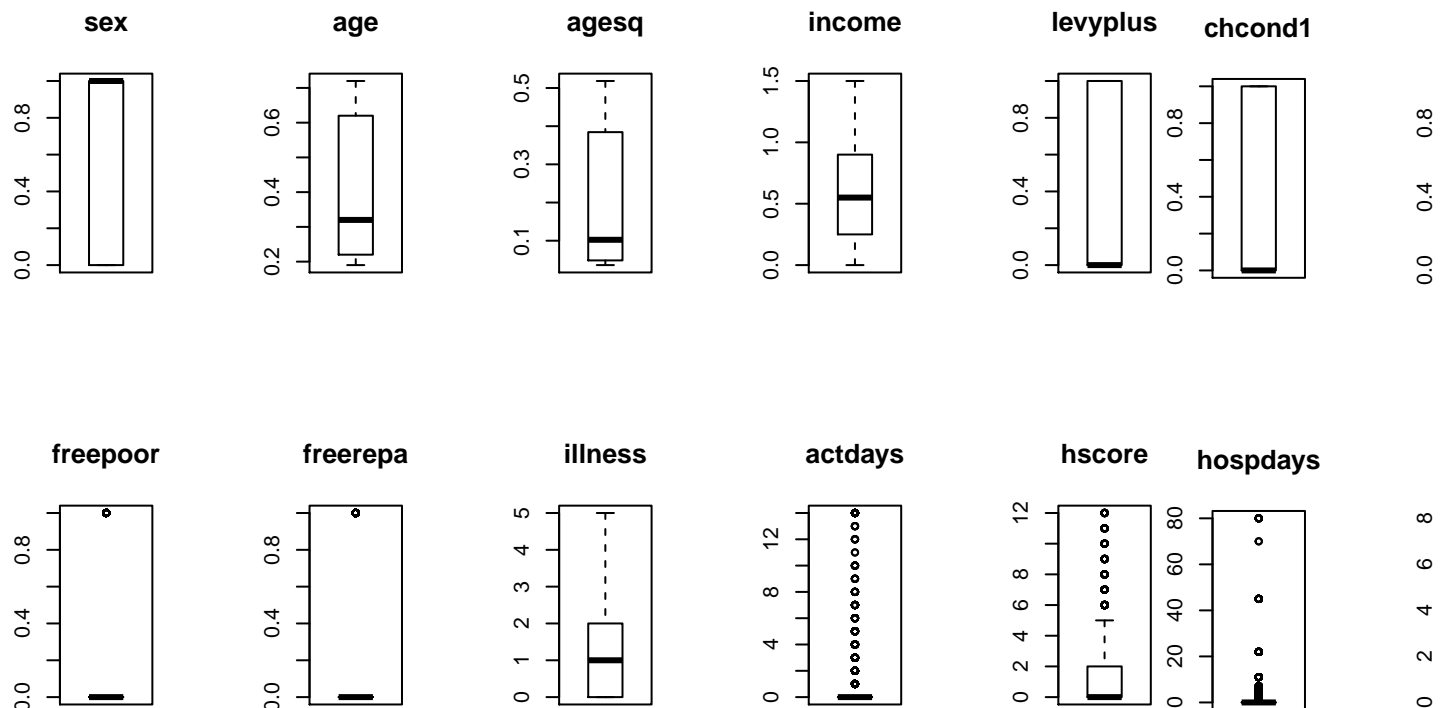 sex age agesq income levyplus chcond1
0.0 0.4 0.8
0.2 0.4 0.6
0.1 0.3 0.5
0.0 0.5 1.0 1.5
0.0 0.4 0.8
0.0 0.4 0.8
0.0 0.4 0.8
freepoor freerepa illness actdays hscore hospdays
0.0 0.4 0.8
0.0 0.4 0.8
0 1 2 3 4 5
0 4 8 12
0 2 4 6 8 12
0 20 40 60 80
0 2 4 6 8